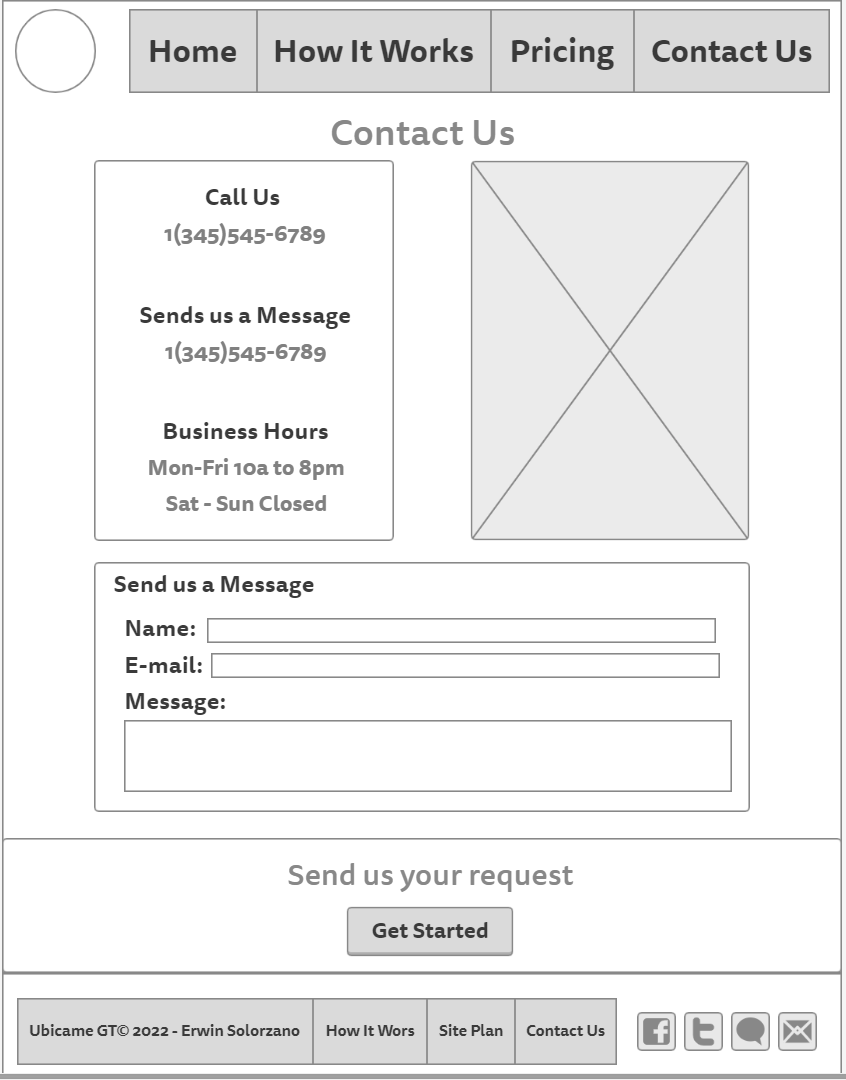 Home How It Works Pricing Contact Us
Contact Us
Call Us
1(345)545-6789
Sends us a Message
1(345)545-6789
Business Hours
Mon-Fri 10a to 8pm
Sat - Sun Closed
Send us a Message
Name:
E-mail:
Message:
Send us your request
Get Started
Ubicame GT© 2022 - Erwin Solorzano How It Wors Site Plan Contact Us